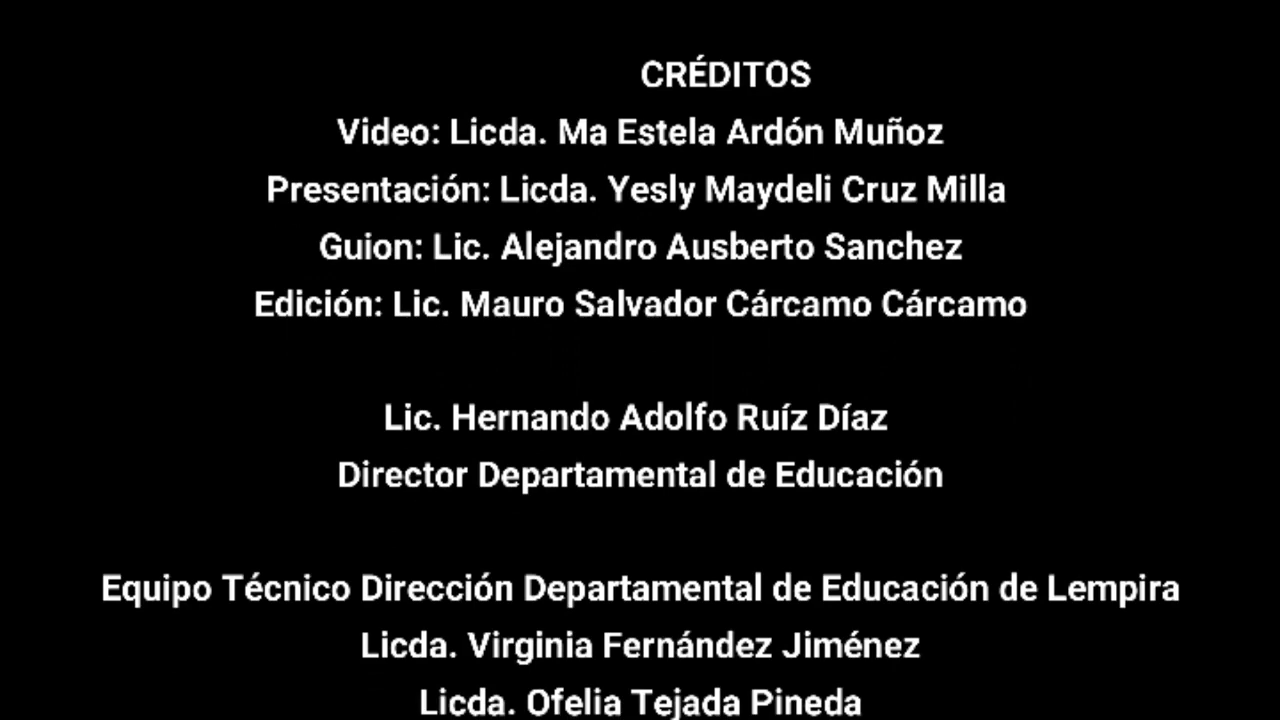 CRÉDITOS
Video: Licda. Ma Estela Ardón Muñoz
Presentación: Licda. Yesly Maydeli Cruz Milla
Guion: Lic. Alejandro Ausberto Sanchez
Edición: Lic. Mauro Salvador Cárcamo Cárcamo
Lic. Hernando Adolfo Ruíz Díaz
Director Departamental de Educación
Equipo Técnico Dirección Departamental de Educación de Lempira
Licda. Virginia Fernández Jiménez
Licda. Ofelia Tejada Pineda